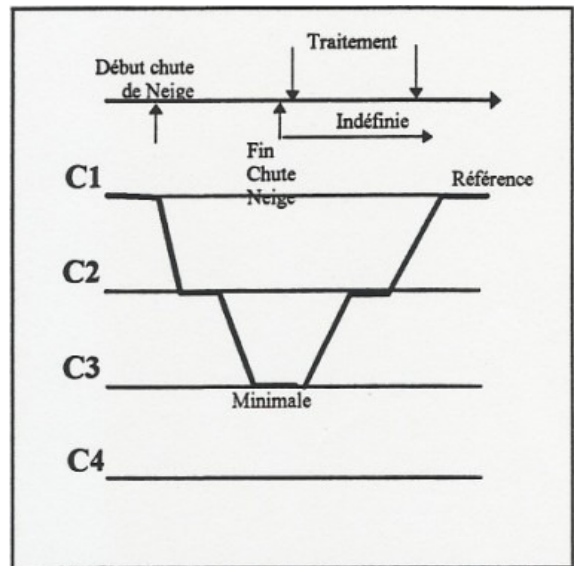 Traitement
Début chute
de Neige
Indéfinie
Fin
Chute
Neige
C1
Référence
C2
C3
Minimale
C4